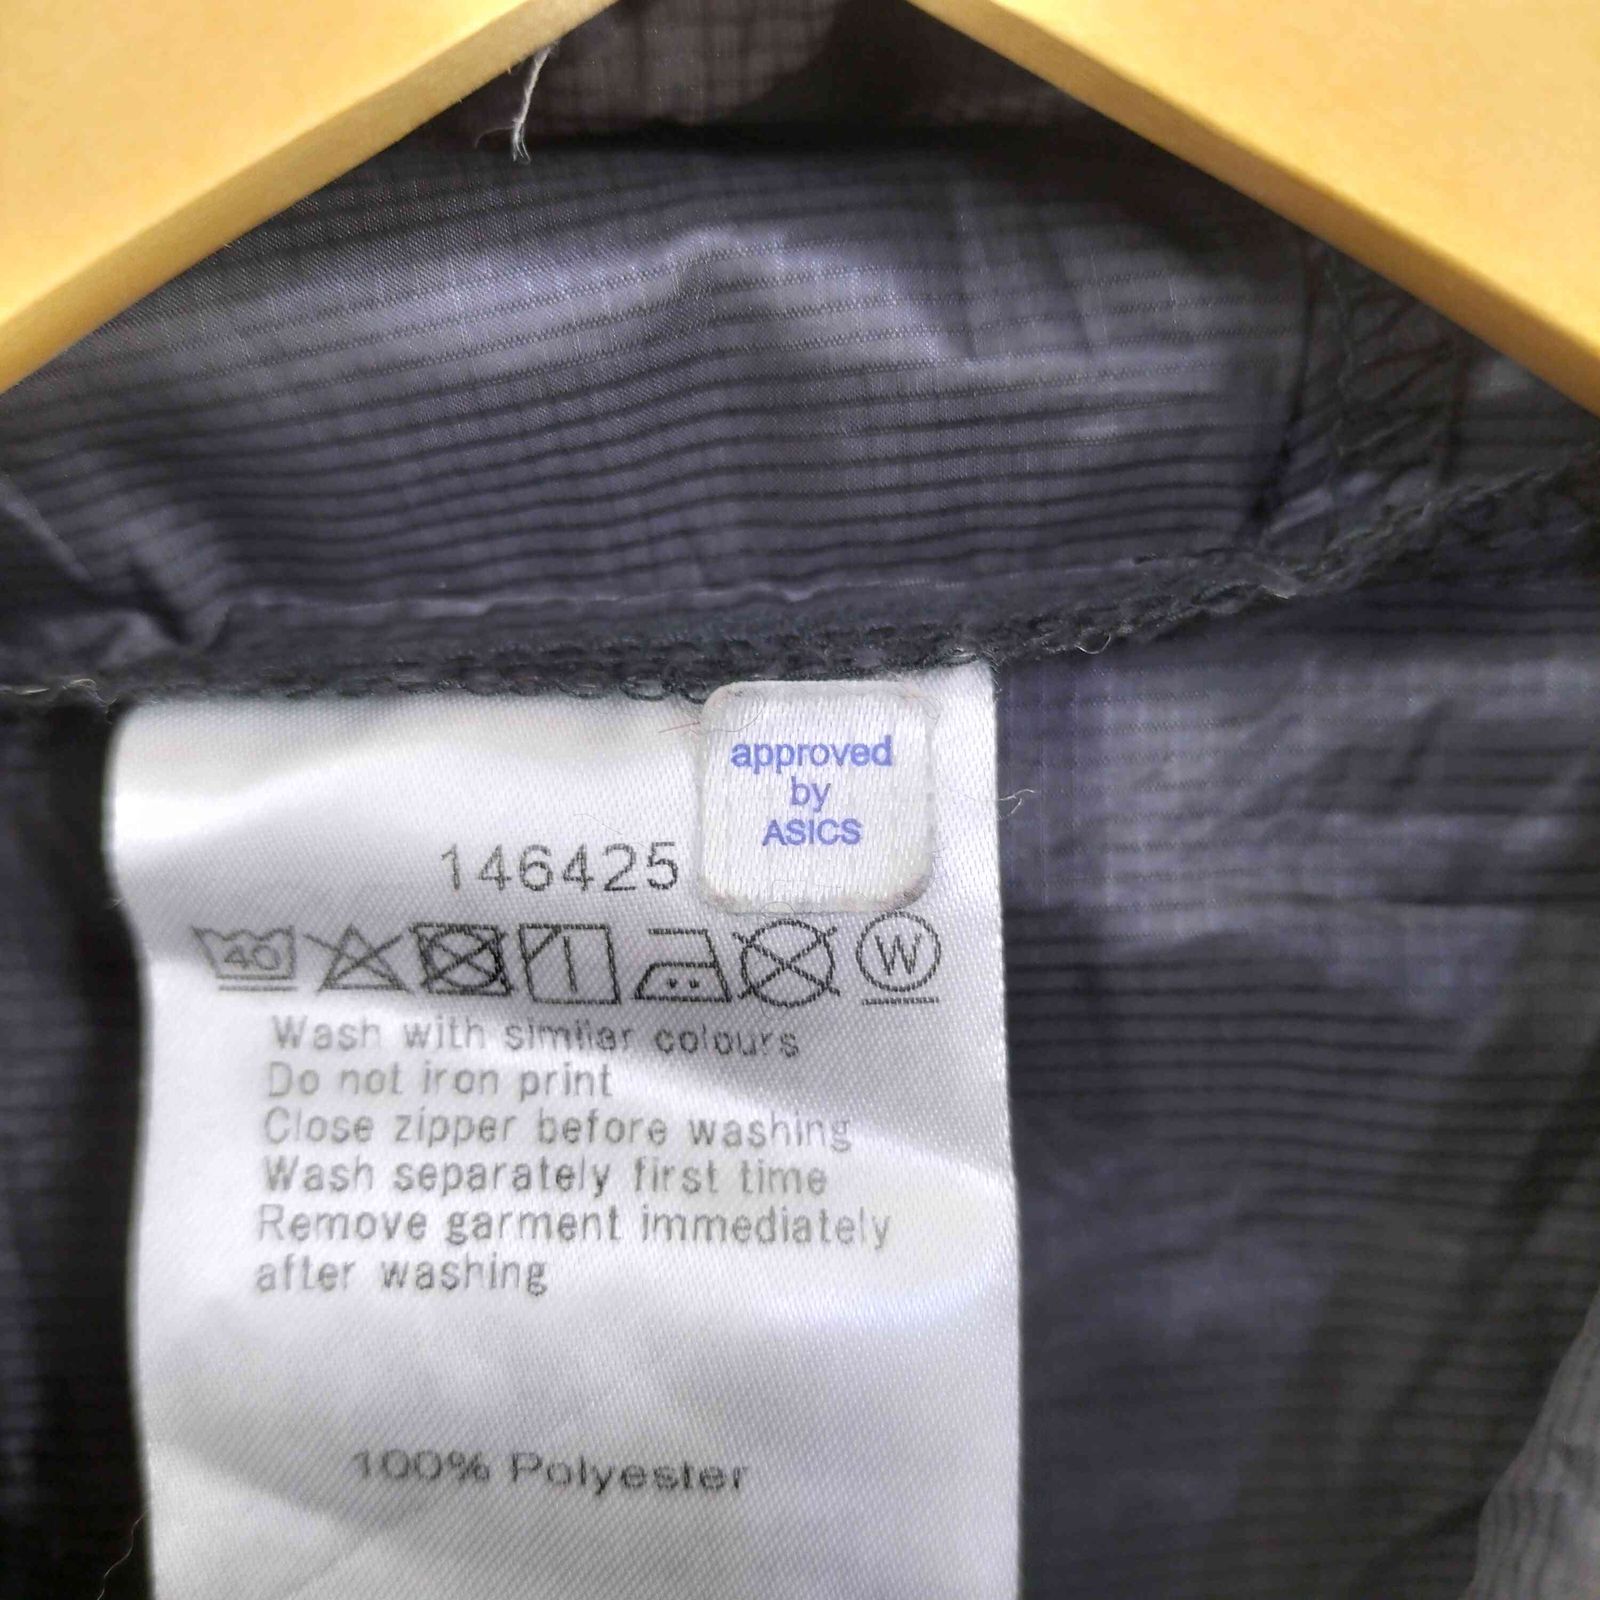 approved
by
ASICS
146425
40
W
Wash with similar colours
Do not iron print
Close zipper before washing
Wash separately first time
Remove garment immediately
after washing
100% Polyester